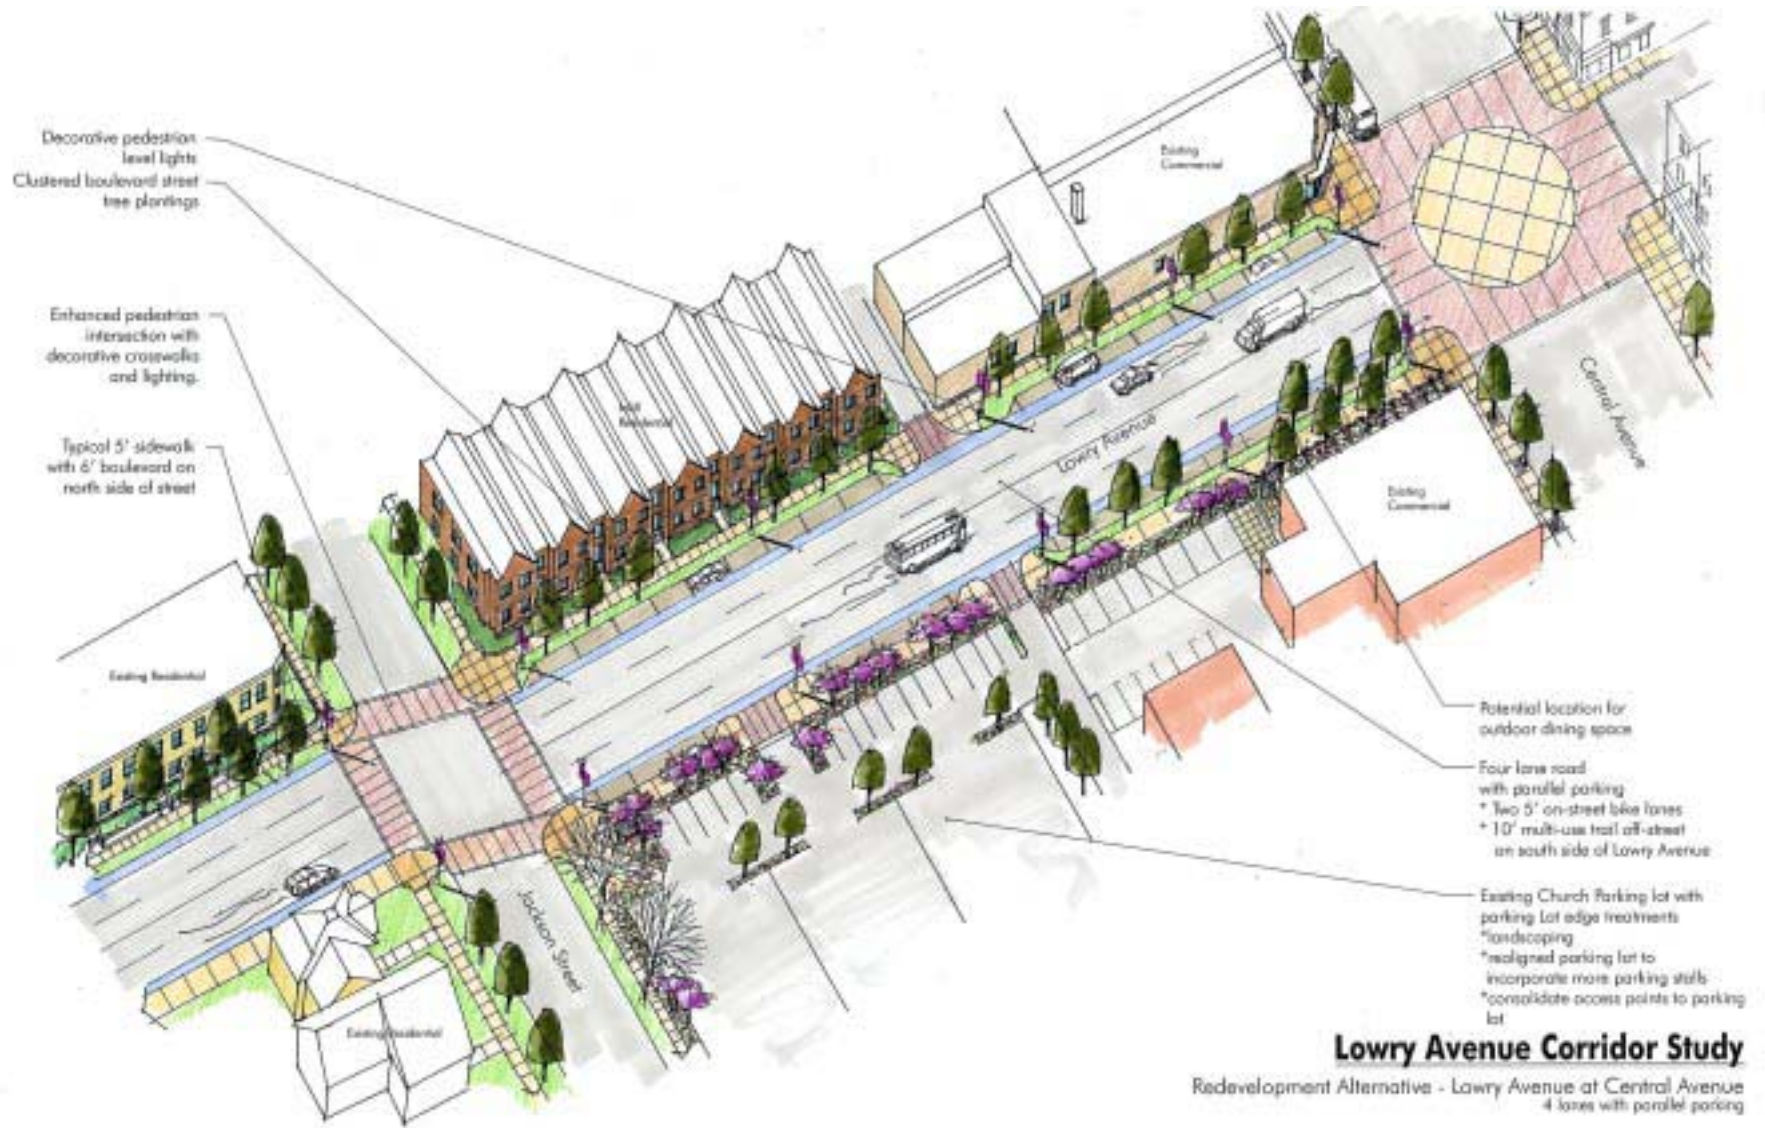 Decorative pedestrian
level lights
Clustered boulevard street
tree plantings
Enhanced pedestrian
intersection with
decorative crosswalks
and lighting.
Typical 5' sidewalk
with 6' boulevard on
north side of street
Existing
Commercial
Residential
Lowry Avenue
Central Avenue
Existing
Commercial
Existing Residential
Jackson Street
Existing Residential
Potential location for
outdoor dining space
Four lane road
with parallel parking
* Two 5' on-street bike lanes
* 10' multi-use trail off-street
on south side of Lowry Avenue
Existing Church Parking lot with
parking Lot edge treatments
*landscaping
*realigned parking lot to
incorporate more parking stalls
*consolidate access points to parking
lot
Lowry Avenue Corridor Study
Redevelopment Alternative - Lowry Avenue at Central Avenue
4 lanes with parallel parking